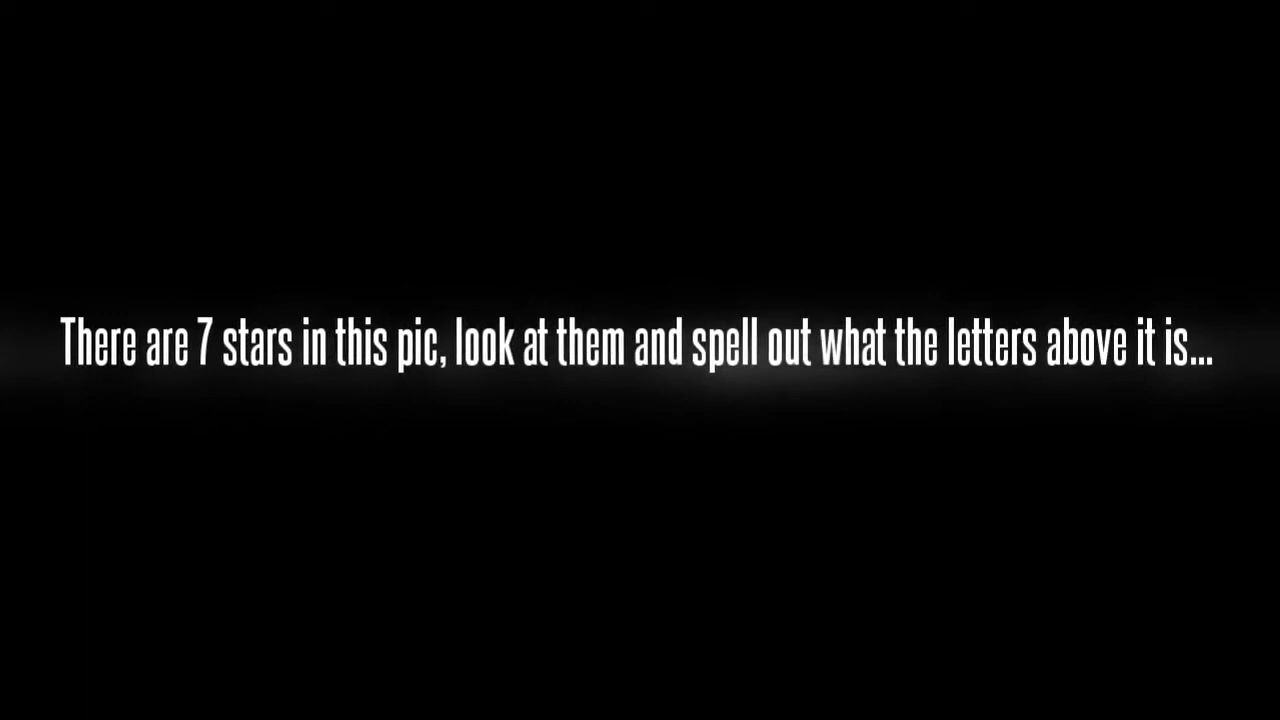 There are 7 stars in this pic, look at them and spell out what the letters above it is...